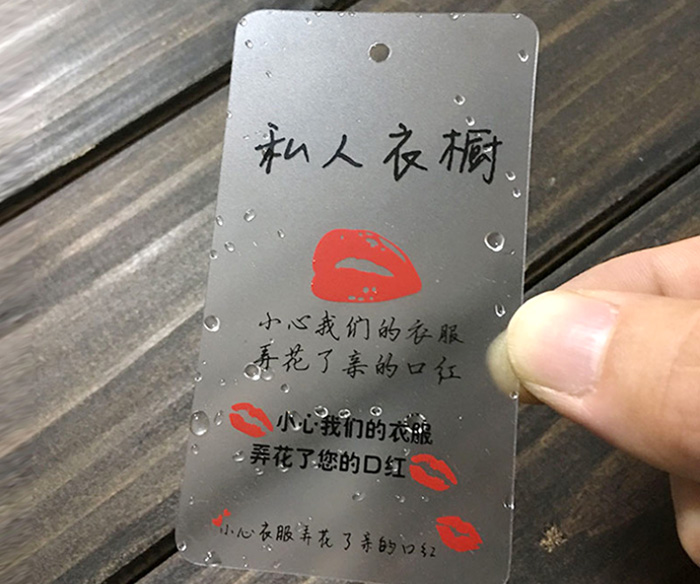 私人衣橱
小心我们的衣服
弄花了亲的口红
小心我们的衣服
弄花了您的口红
小心衣服弄花了亲的口红